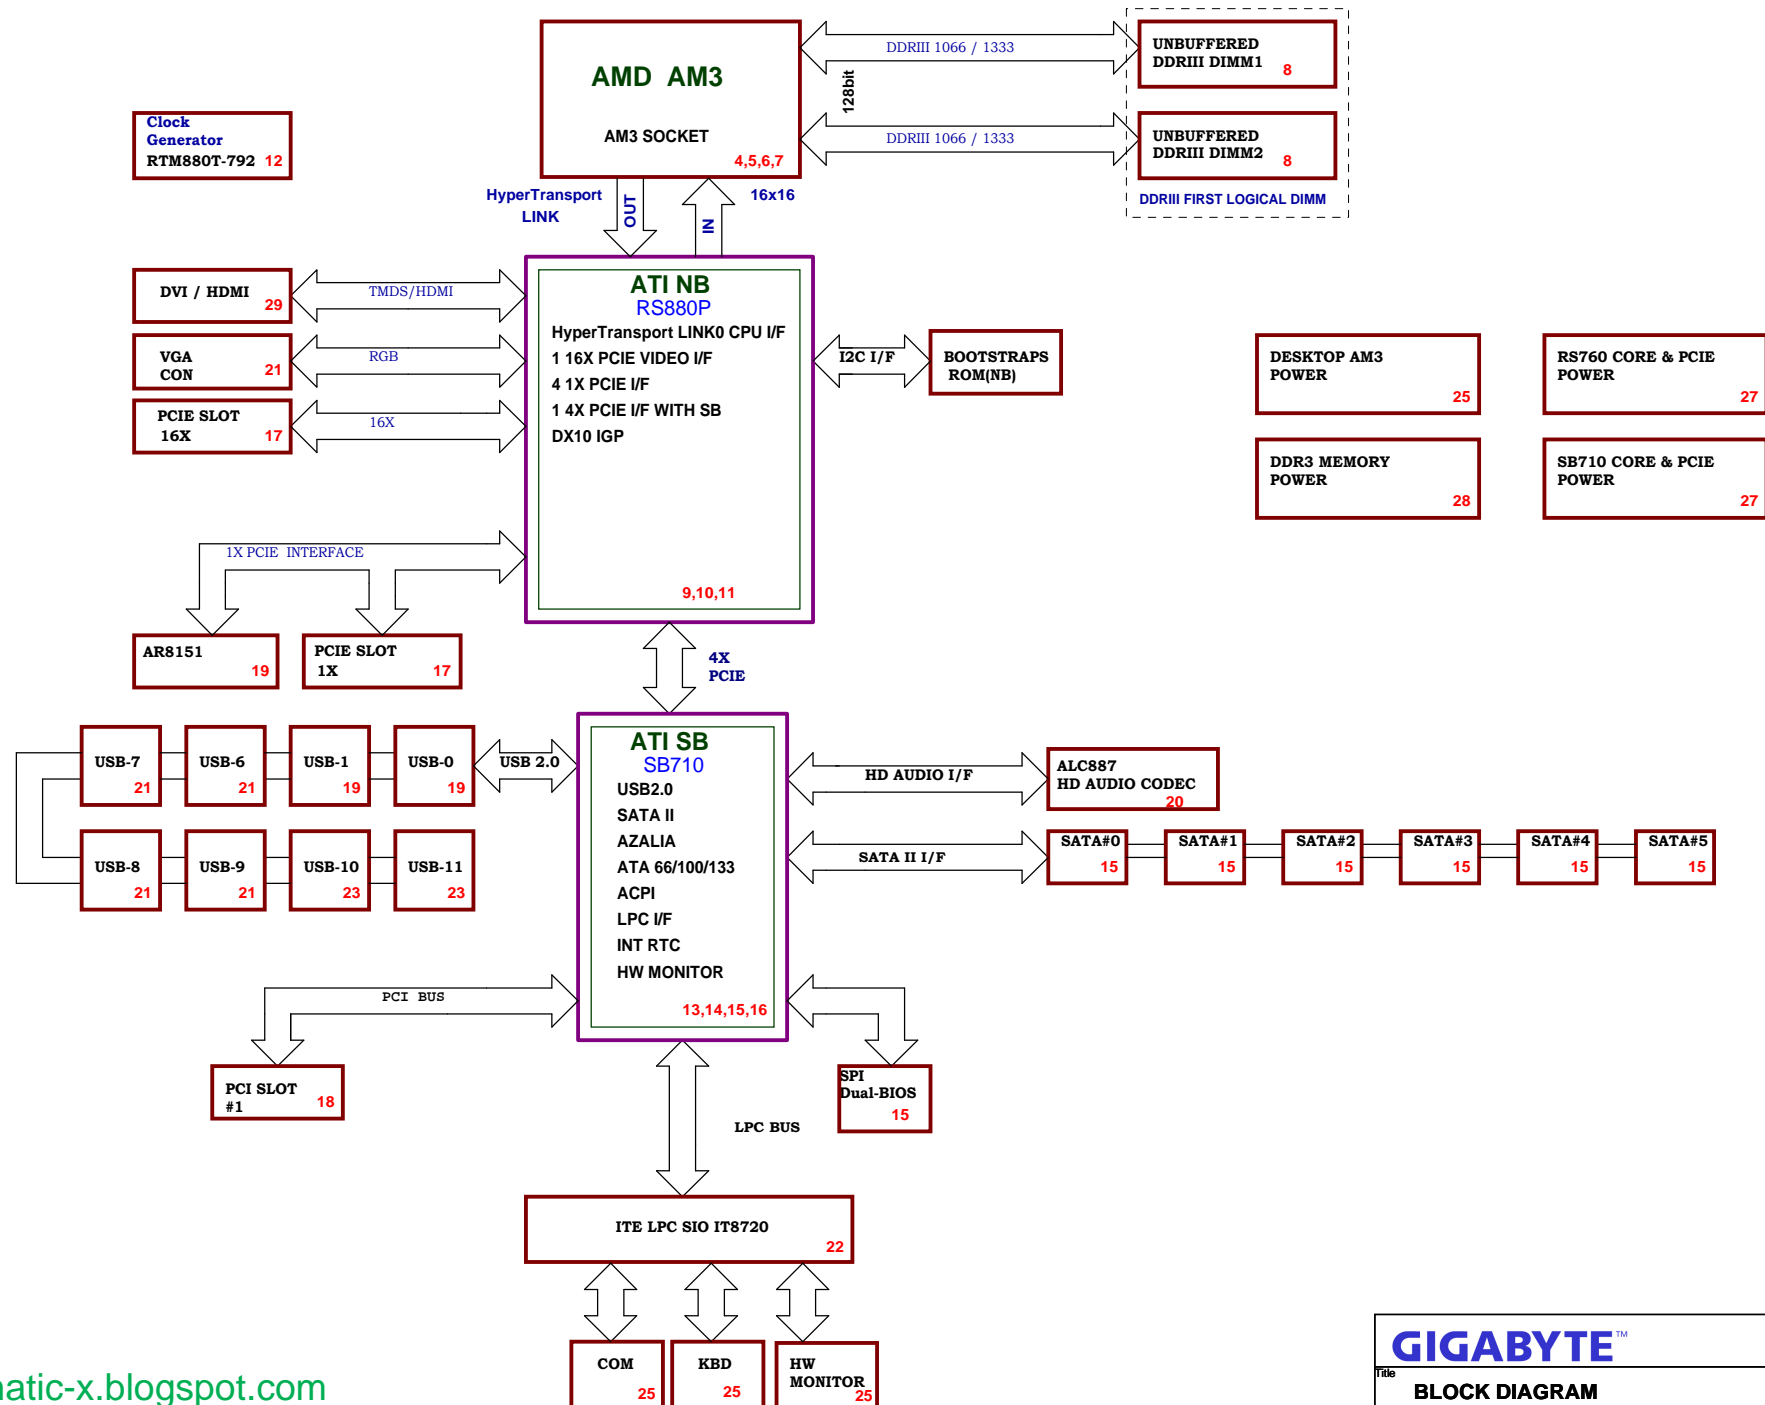 AMD AM3
AM3 SOCKET
4,5,6,7
DDRIII 1066 / 1333
128bit
DDRIII 1066 / 1333
UNBUFFERED
DDRIII DIMM1
8
UNBUFFERED
DDRIII DIMM2
8
DDRIII FIRST LOGICAL DIMM
Clock
Generator
RTM880T-792 12
HyperTransport
LINK
OUT
IN
16x16
DVI / HDMI
29
TMDS/HDMI
VGA
CON
21
RGB
PCIE SLOT
16X
17
16X
ATI NB
RS880P
HyperTransport LINK0 CPU I/F
1 16X PCIE VIDEO I/F
4 1X PCIE I/F
1 4X PCIE I/F WITH SB
DX10 IGP
9,10,11
I2C I/F
BOOTSTRAPS
ROM(NB)
DESKTOP AM3
POWER
25
RS760 CORE & PCIE
POWER
27
DDR3 MEMORY
POWER
28
SB710 CORE & PCIE
POWER
27
1X PCIE INTERFACE
AR8151
19
PCIE SLOT
1X
17
4X
PCIE
USB-7
21
USB-6
21
USB-1
19
USB-0
19
USB 2.0
USB-8
21
USB-9
21
USB-10
23
USB-11
23
ATI SB
SB710
USB2.0
SATA II
AZALIA
ATA 66/100/133
ACPI
LPC I/F
INT RTC
HW MONITOR
13,14,15,16
HD AUDIO I/F
ALC887
HD AUDIO CODEC
20
SATA II I/F
SATA#0
15
SATA#1
15
SATA#2
15
SATA#3
15
SATA#4
15
SATA#5
15
PCI BUS
PCI SLOT
#1
18
SPI
Dual-BIOS
15
LPC BUS
ITE LPC SIO IT8720
22
COM
25
KBD
25
HW
MONITOR
25
GIGABYTE™
Title
BLOCK DIAGRAM
matic-x.blogspot.com